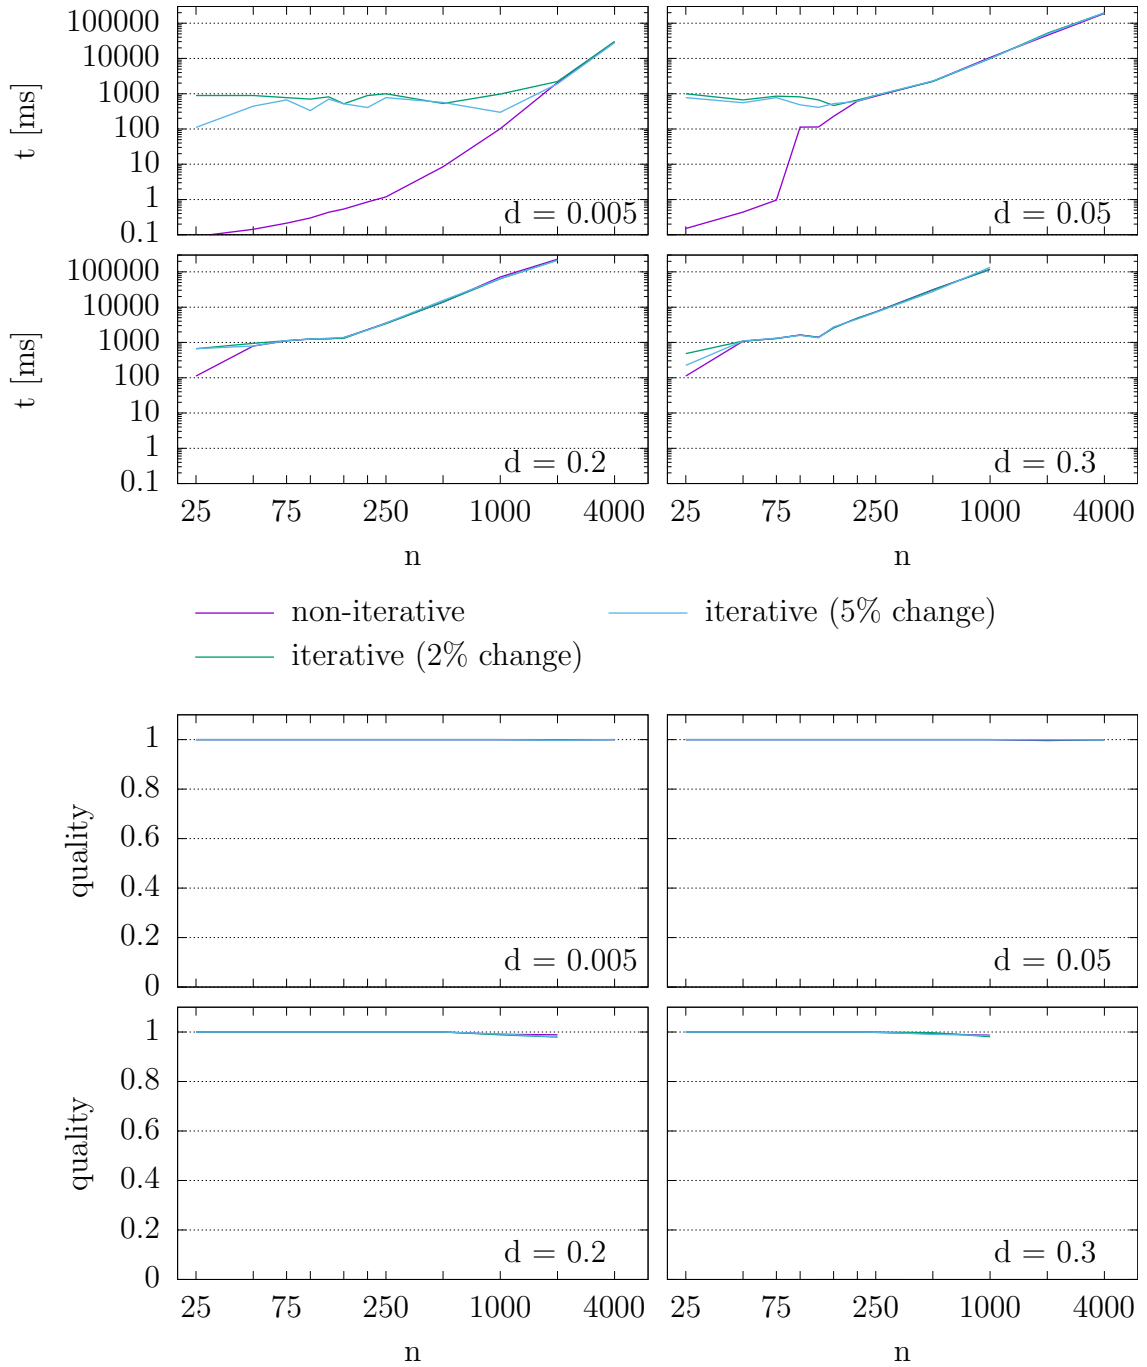 100000
10000
1000
100
10
1
0.1
t [ms]
d = 0.005
d = 0.05
100000
10000
1000
100
10
1
0.1
t [ms]
d = 0.2
d = 0.3
25 75 250 1000 4000
25 75 250 1000 4000
n
n
non-iterative
iterative (5% change)
iterative (2% change)
1
0.8
0.6
0.4
0.2
0
quality
d = 0.005
d = 0.05
1
0.8
0.6
0.4
0.2
0
quality
d = 0.2
d = 0.3
25 75 250 1000 4000
25 75 250 1000 4000
n
n